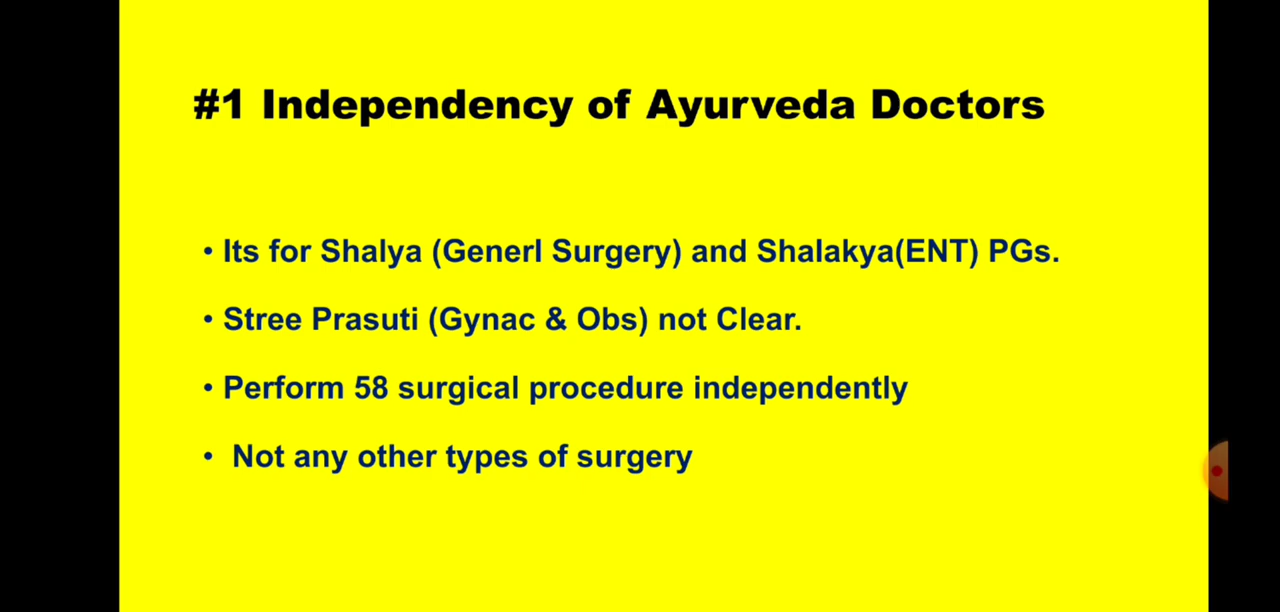 #1 Independency of Ayurveda Doctors
• Its for Shalya (Generl Surgery) and Shalakya(ENT) PGs.
• Stree Prasuti (Gynac & Obs) not Clear.
• Perform 58 surgical procedure independently
• Not any other types of surgery